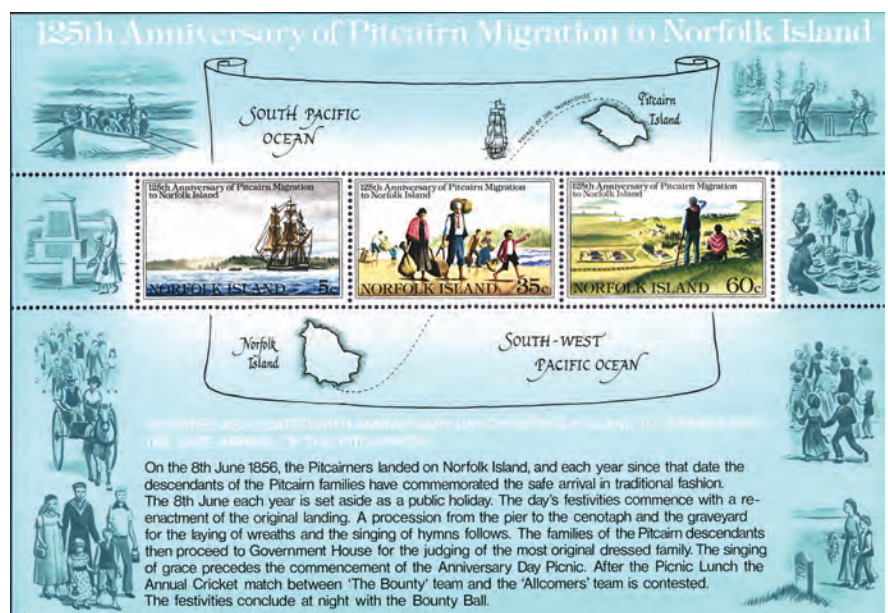 125th Anniversary of Pitcairn Migration to Norfolk Island
SOUTH PACIFIC
OCEAN
VOYAGE OF THE 'MORAYSHIRE'
Pitcairn
Island
125th Anniversary of Pitcairn Migration
to Norfolk Island
NORFOLK ISLAND 5c
125th Anniversary of Pitcairn Migration
to Norfolk Island
NORFOLK ISLAND 35c
125th Anniversary of Pitcairn Migration
to Norfolk Island
NORFOLK ISLAND 60c
Norfolk
Island
SOUTH-WEST
PACIFIC OCEAN
On the 8th June 1856, the Pitcairners landed on Norfolk Island, and each year since that date the
descendants of the Pitcairn families have commemorated the safe arrival in traditional fashion.
The 8th June each year is set aside as a public holiday. The day's festivities commence with a re-
enactment of the original landing. A procession from the pier to the cenotaph and the graveyard
for the laying of wreaths and the singing of hymns follows. The families of the Pitcairn descendants
then proceed to Government House for the judging of the most original dressed family. The singing
of grace precedes the commencement of the Anniversary Day Picnic. After the Picnic Lunch the
Annual Cricket match between 'The Bounty' team and the 'Allcomers' team is contested.
The festivities conclude at night with the Bounty Ball.